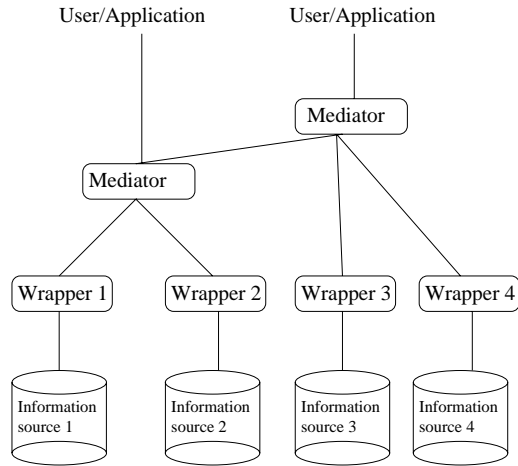 User/Application
User/Application
Mediator
Mediator
Wrapper 1
Wrapper 2
Wrapper 3
Wrapper 4
Information
source 1
Information
source 2
Information
source 3
Information
source 4